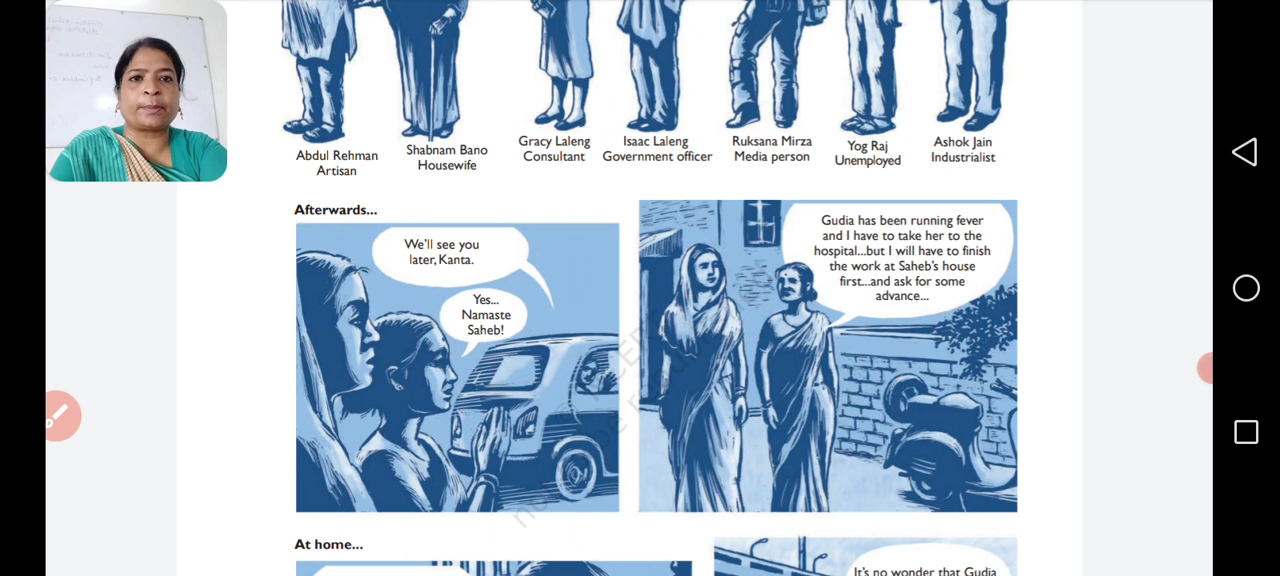 Abdul Rehman
Artisan
Shabnam Bano
Housewife
Gracy Laleng
Consultant
Isaac Laleng
Government officer
Ruksana Mirza
Media person
Yog Raj
Unemployed
Ashok Jain
Industrialist
Afterwards...
We'll see you
later, Kanta.
Yes...
Namaste
Saheb!
Gudia has been running fever
and I have to take her to the
hospital...but I will have to finish
the work at Saheb's house
first...and ask for some
advance...
At home...
It's no wonder that Gudia